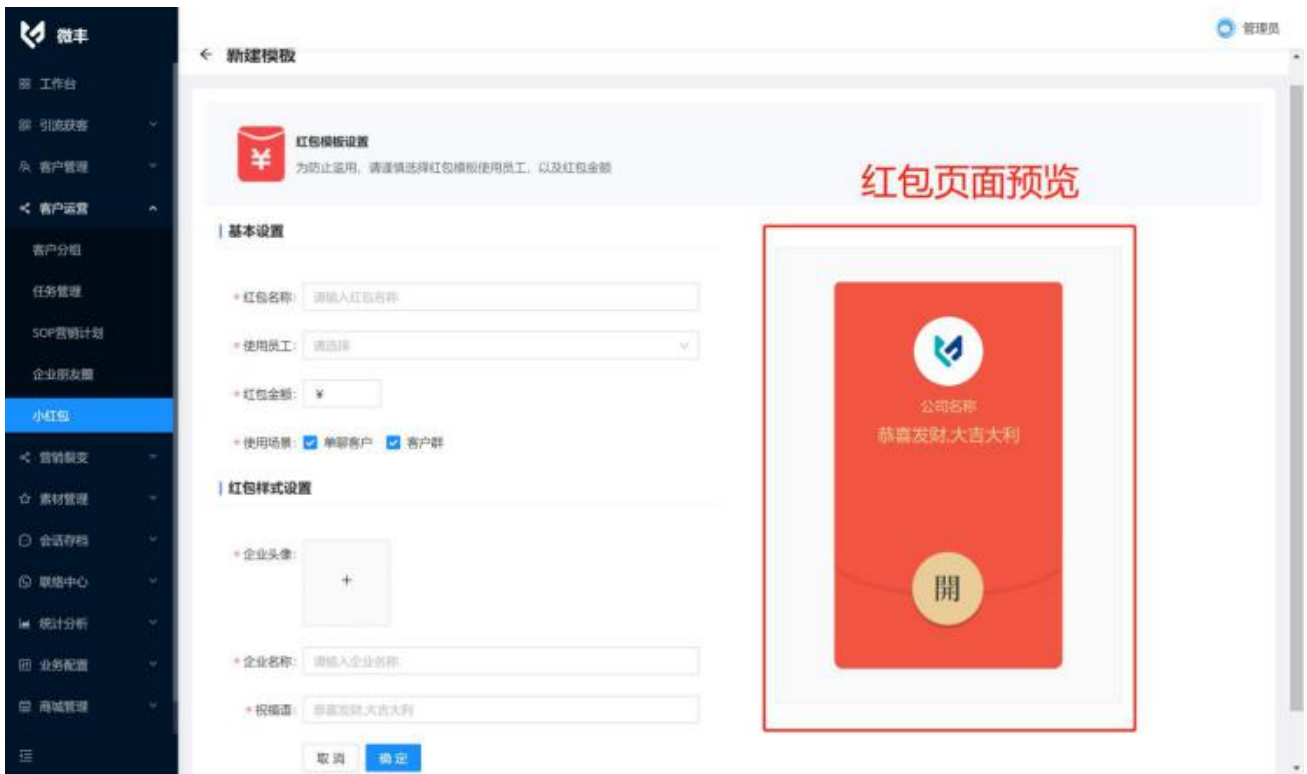 微丰
管理员
新建模板
工作台
引流获客
客户管理
客户运营
客户分组
任务管理
SOP营销计划
企业朋友圈
小红包
营销裂变
素材管理
会话存档
联络中心
统计分析
业务配置
商城管理
红包模板设置
为防止滥用，请谨慎选择红包模板使用员工，以及红包金额
基本设置
*红包名称: 请输入红包名称
*使用员工: 请选择
*红包金额: ¥
*使用场景: 单聊客户 客户群
红包样式设置
*企业头像: +
*企业名称: 请输入企业名称
*祝福语: 恭喜发财,大吉大利
取消 确定
红包页面预览
公司名称
恭喜发财,大吉大利
開